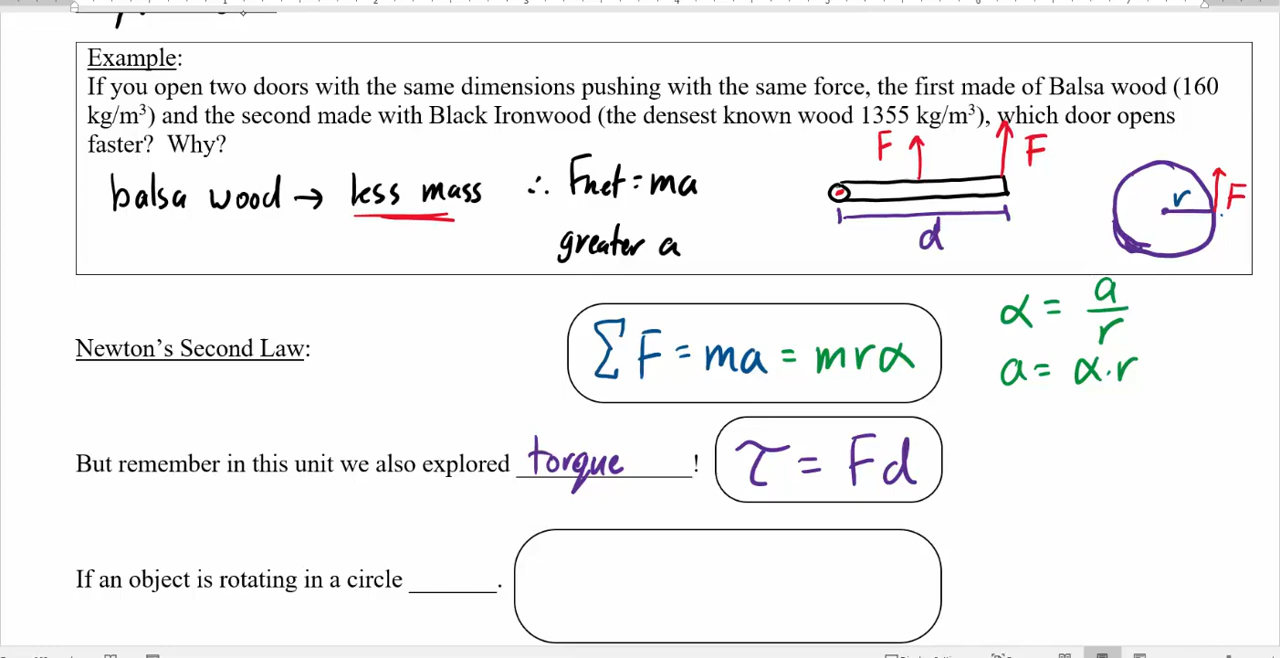 Example:
If you open two doors with the same dimensions pushing with the same force, the first made of Balsa wood (160
kg/m³) and the second made with Black Ironwood (the densest known wood 1355 kg/m³), which door opens
faster? Why?
balsa wood → less mass ∴ Fnet = ma
greater a
F F
d
r F
α = a/r
Newton's Second Law: ΣF = ma = mrα
a = α·r
But remember in this unit we also explored torque! τ = Fd
If an object is rotating in a circle ______.